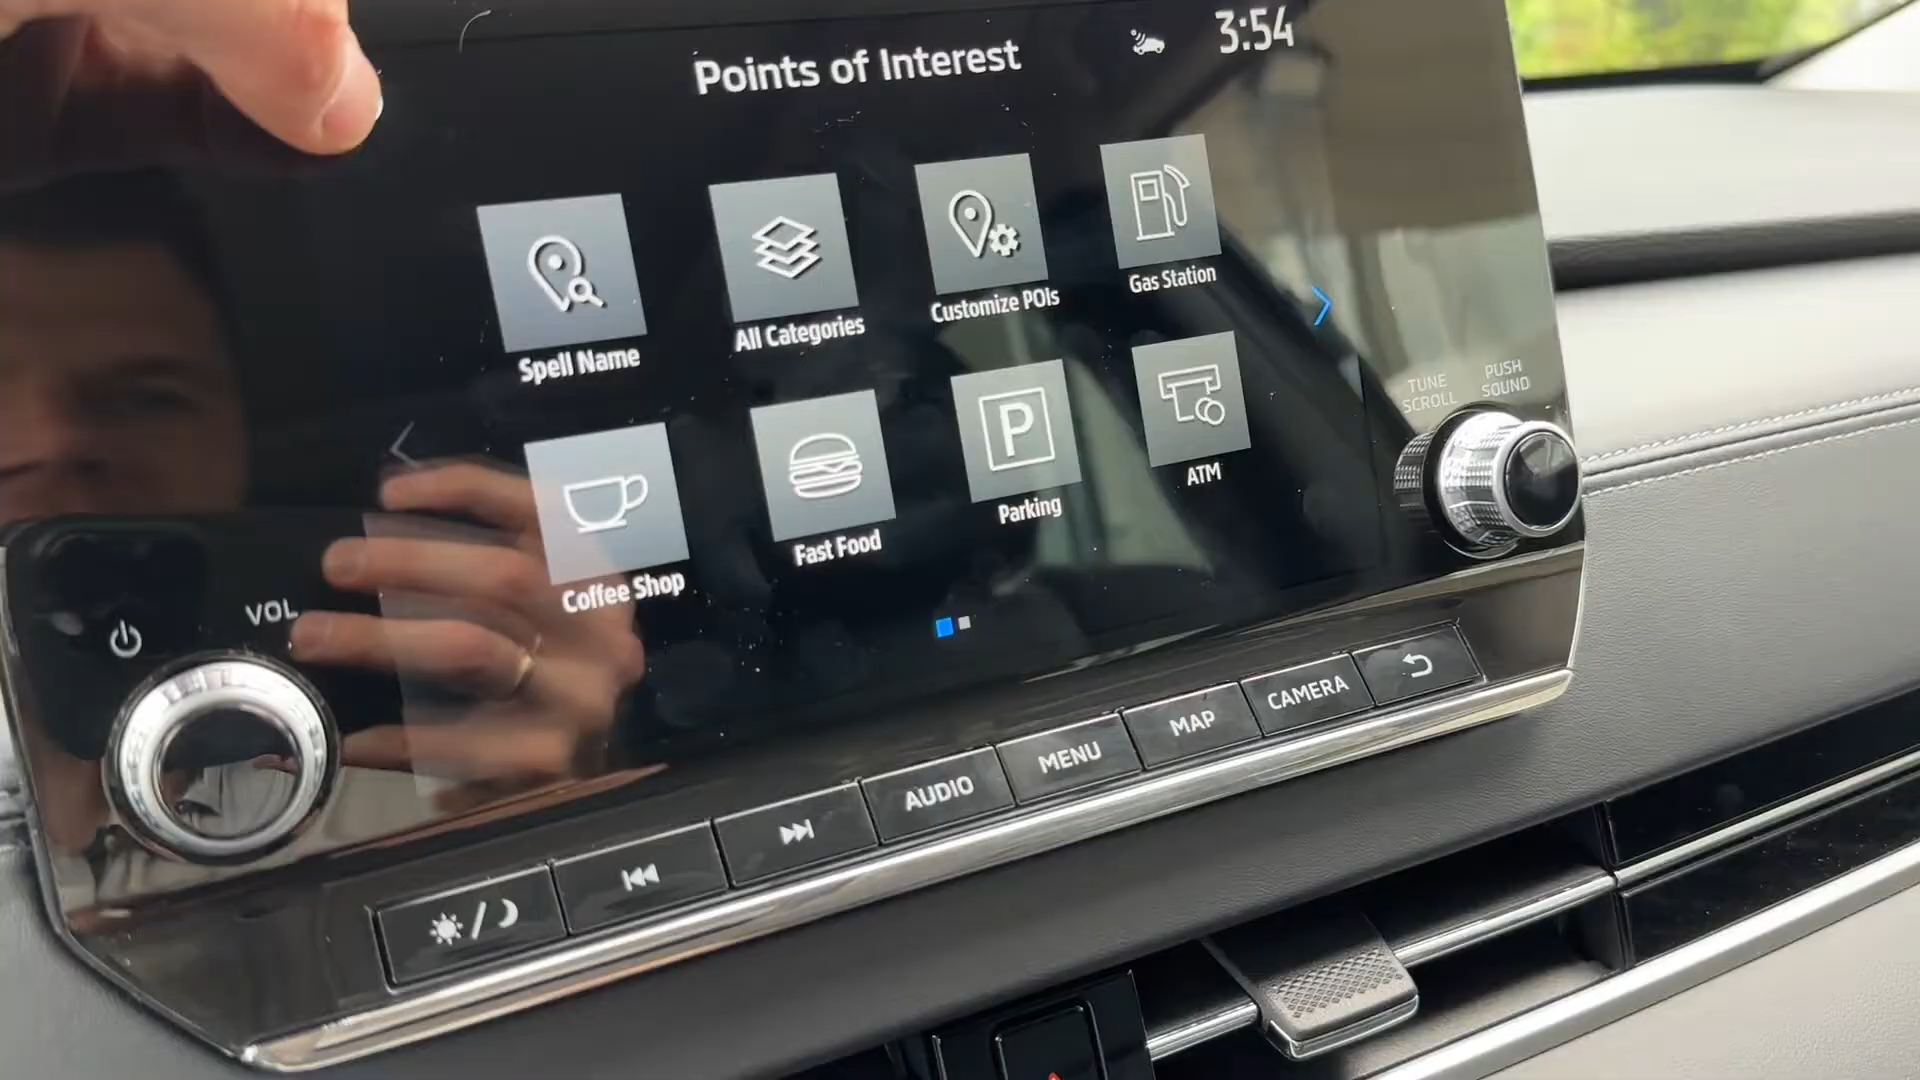 Points of Interest
3:54
Spell Name
All Categories
Customize POIs
Gas Station
Coffee Shop
Fast Food
Parking
P
ATM
TUNE
SCROLL
PUSH
SOUND
VOL
AUDIO
MENU
MAP
CAMERA